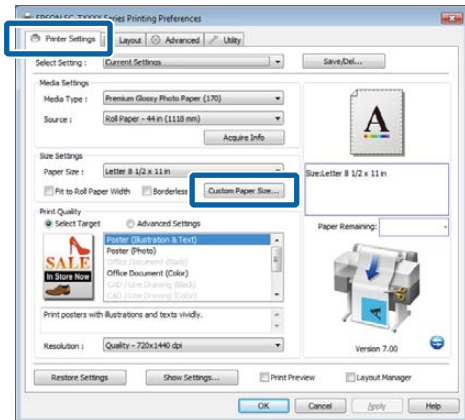 EPSON SC-TXXXX Series Printing Preferences
Printer Settings Layout Advanced Utility
Select Setting : Current Settings Save/Del...
Media Settings
Media Type : Premium Glossy Photo Paper (170)
Source : Roll Paper - 44 in (1118 mm)
Acquire Info
A
Size Settings
Paper Size : Letter 8 1/2 x 11 in
Size:Letter 8 1/2 x 11 in
Fit to Roll Paper Width Borderless Custom Paper Size...
Print Quality
Select Target Advanced Settings
Paper Remaining:
SALE
In Store Now
Poster (Illustration & Text)
Poster (Photo)
Office Document (Black)
Office Document (Color)
CAD / Line Drawing (Black)
CAD / Line Drawing (Color)
Print posters with illustrations and texts vividly.
Resolution : Quality - 720x1440 dpi
Version 7.00
Restore Settings Show Settings... Print Preview Layout Manager
OK Cancel Apply Help